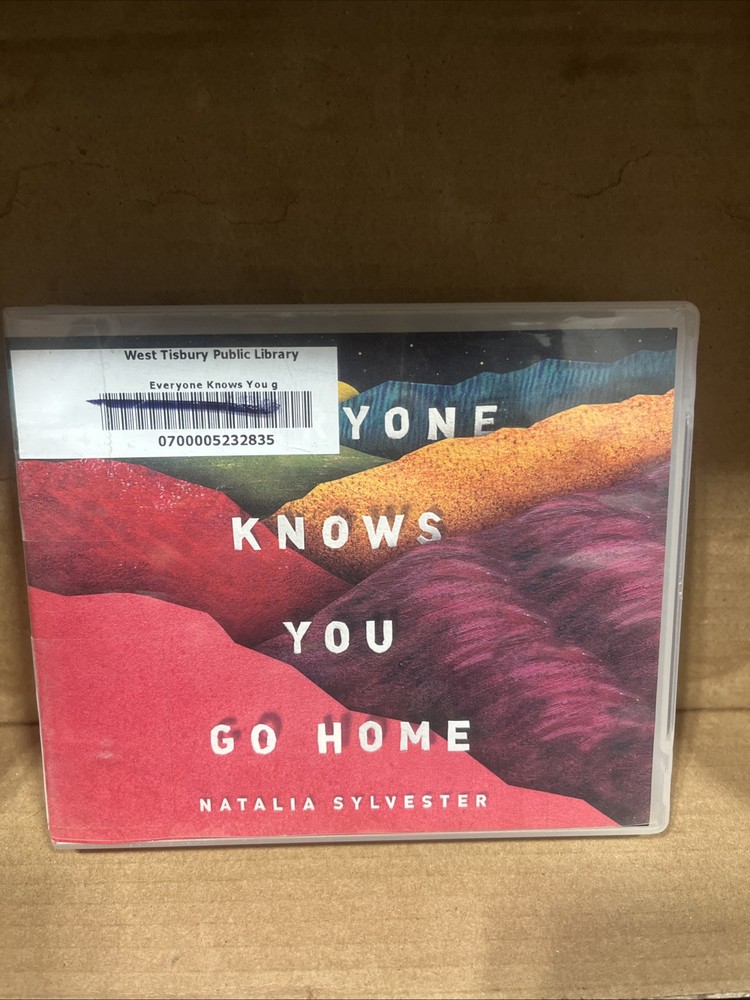 West Tisbury Public Library
Everyone Knows You g
0700005232835
YONE
KNOWS
YOU
GO HOME
NATALIA SYLVESTER